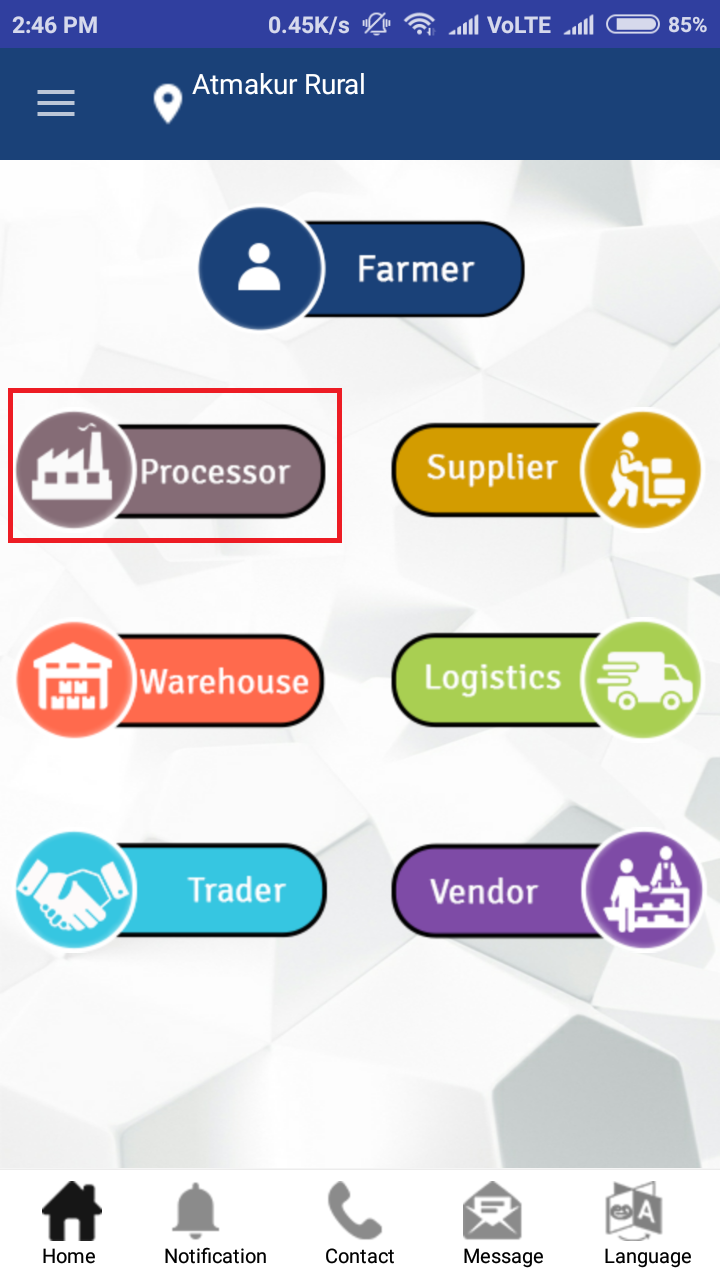 2:46 PM 0.45K/s VoLTE 85%
Atmakur Rural
Farmer
Processor Supplier
Warehouse Logistics
Trader Vendor
Home Notification Contact Message Language